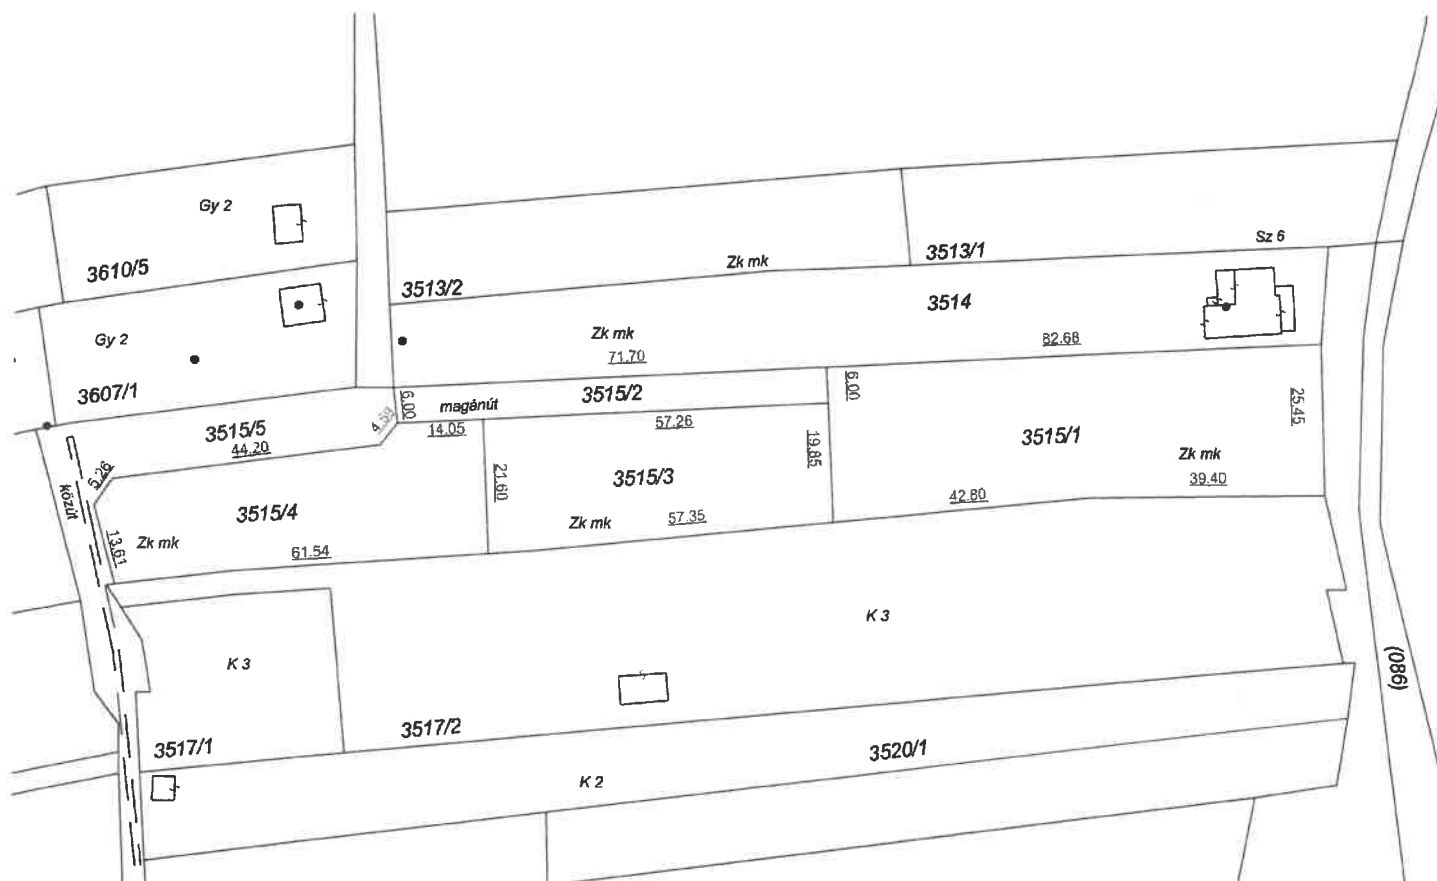 Gy 2
3610/5
Gy 2
3607/1
3513/2
Zk mk
3513/1
Sz 6
3514
Zk mk
71.70
82.68
6.00
magánút
3515/2
14.05
57.26
6.00
25.45
3515/5
44.20
4.59
5.26
közút
3515/4
Zk mk
13.61
61.54
21.60
3515/3
Zk mk
57.35
19.85
3515/1
Zk mk
39.40
42.80
K 3
K 3
3517/1
3517/2
3520/1
K 2
(086)